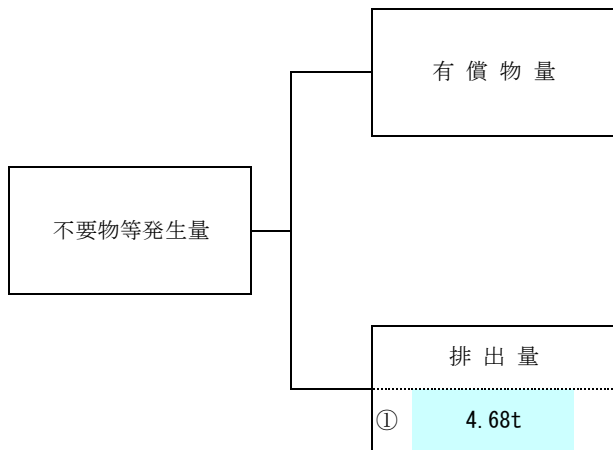 有 償 物 量
不要物等発生量
排 出 量
① 4.68t